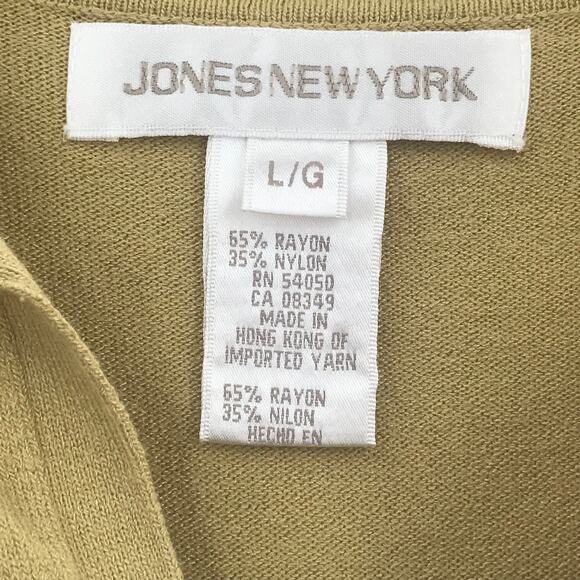 JONES NEW YORK
L/G
65% RAYON
35% NYLON
RN 54050
CA 08349
MADE IN
HONG KONG OF
IMPORTED YARN
65% RAYON
35% NILON
HECHO EN